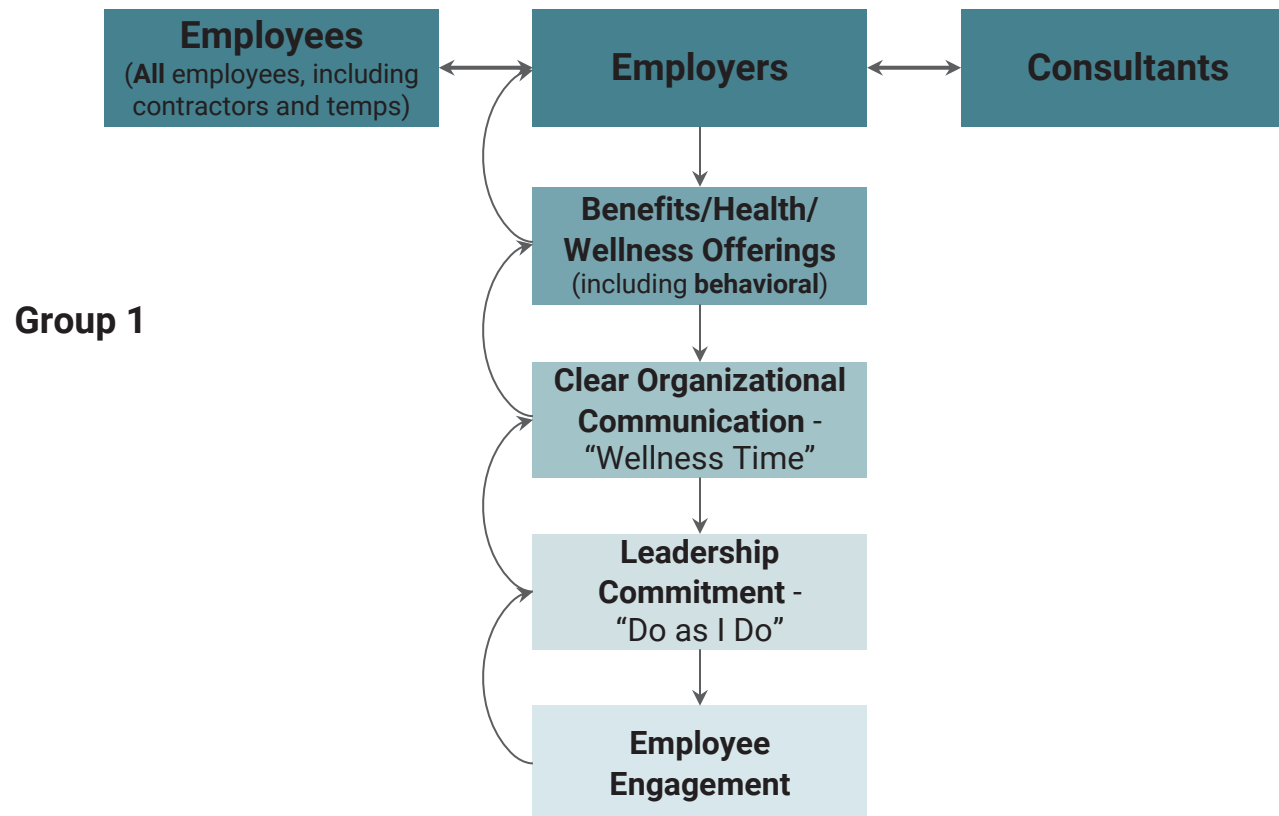 Employees
(All employees, including
contractors and temps)
Employers
Consultants
Benefits/Health/
Wellness Offerings
(including behavioral)
Group 1
Clear Organizational
Communication -
“Wellness Time”
Leadership
Commitment -
“Do as I Do”
Employee
Engagement